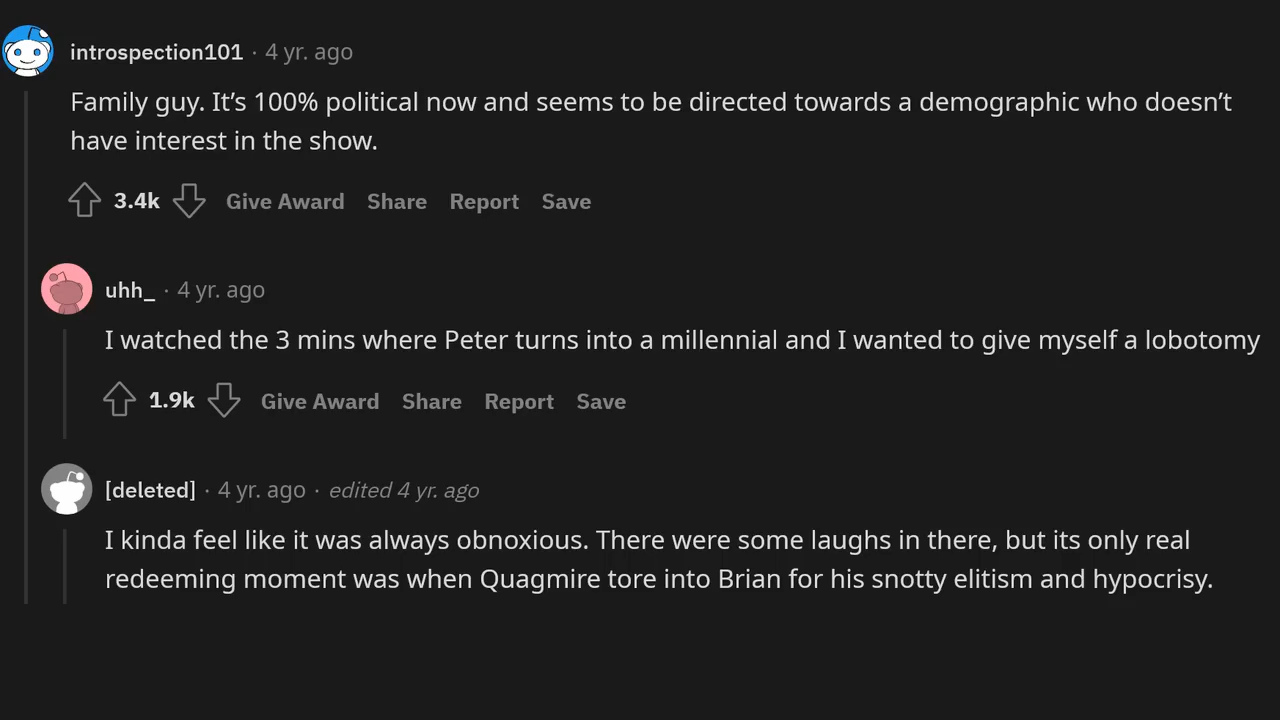 introspection101 · 4 yr. ago
Family guy. It’s 100% political now and seems to be directed towards a demographic who doesn’t
have interest in the show.
3.4k Give Award Share Report Save
uhh_ · 4 yr. ago
I watched the 3 mins where Peter turns into a millennial and I wanted to give myself a lobotomy
1.9k Give Award Share Report Save
[deleted] · 4 yr. ago · edited 4 yr. ago
I kinda feel like it was always obnoxious. There were some laughs in there, but its only real
redeeming moment was when Quagmire tore into Brian for his snotty elitism and hypocrisy.